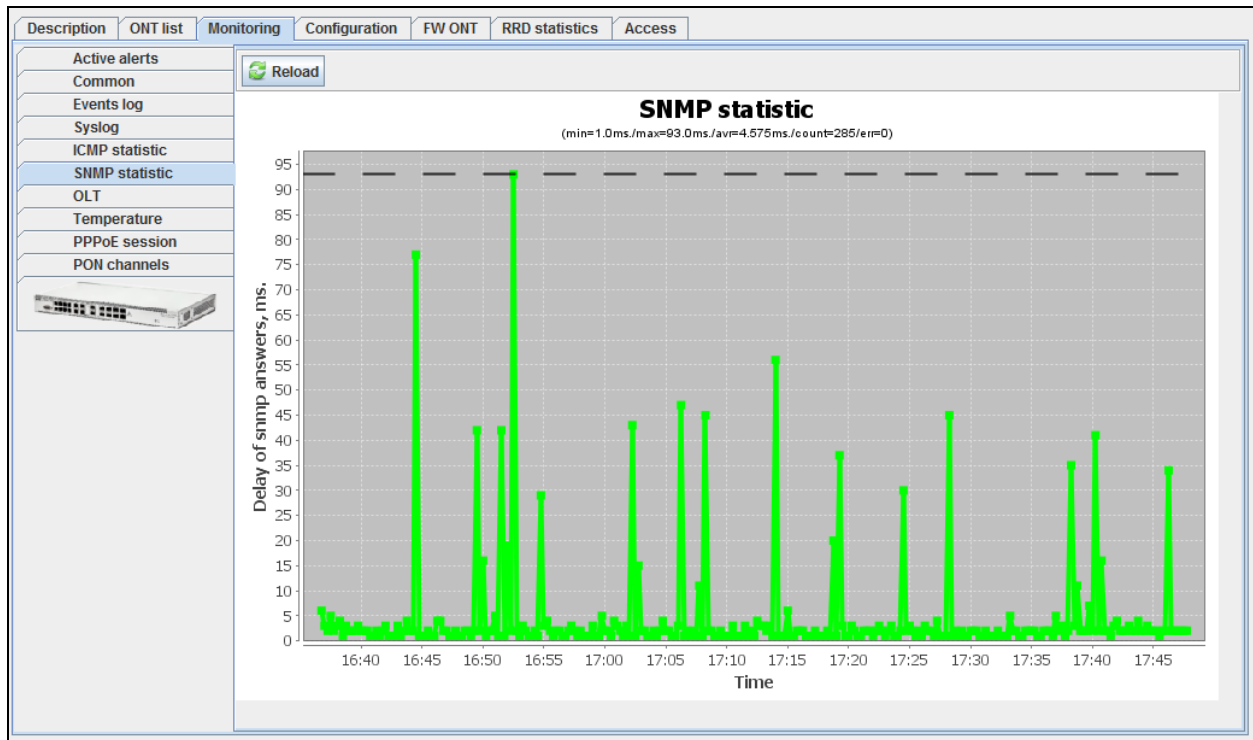 Description ONT list Monitoring Configuration FW ONT RRD statistics Access
Active alerts
Common
Events log
Syslog
ICMP statistic
SNMP statistic
OLT
Temperature
PPPoE session
PON channels
Reload
SNMP statistic
(min=1.0ms./max=93.0ms./avr=4.575ms./count=285/err=0)
Delay of snmp answers, ms.
95
90
85
80
75
70
65
60
55
50
45
40
35
30
25
20
15
10
5
0
16:40 16:45 16:50 16:55 17:00 17:05 17:10 17:15 17:20 17:25 17:30 17:35 17:40 17:45
Time